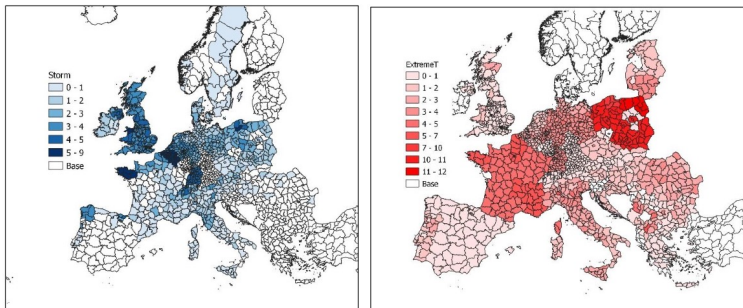 Storm
0 - 1
1 - 2
2 - 3
3 - 4
4 - 5
5 - 9
Base
ExtremeT
0 - 1
1 - 2
2 - 3
3 - 4
4 - 5
5 - 7
7 - 10
10 - 11
11 - 12
Base